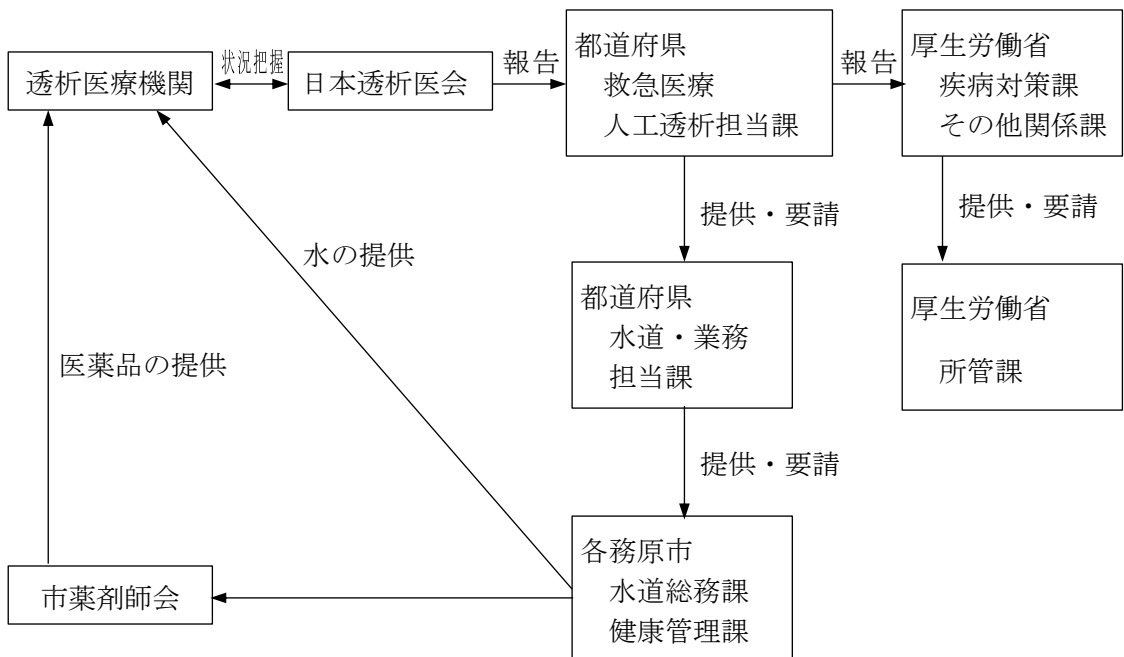 透析医療機関
状況把握
日本透析医会
報告
都道府県
救急医療
人工透析担当課
報告
厚生労働省
疾病対策課
その他関係課
提供・要請
提供・要請
水の提供
都道府県
水道・業務
担当課
厚生労働省
所管課
医薬品の提供
提供・要請
市薬剤師会
各務原市
水道総務課
健康管理課